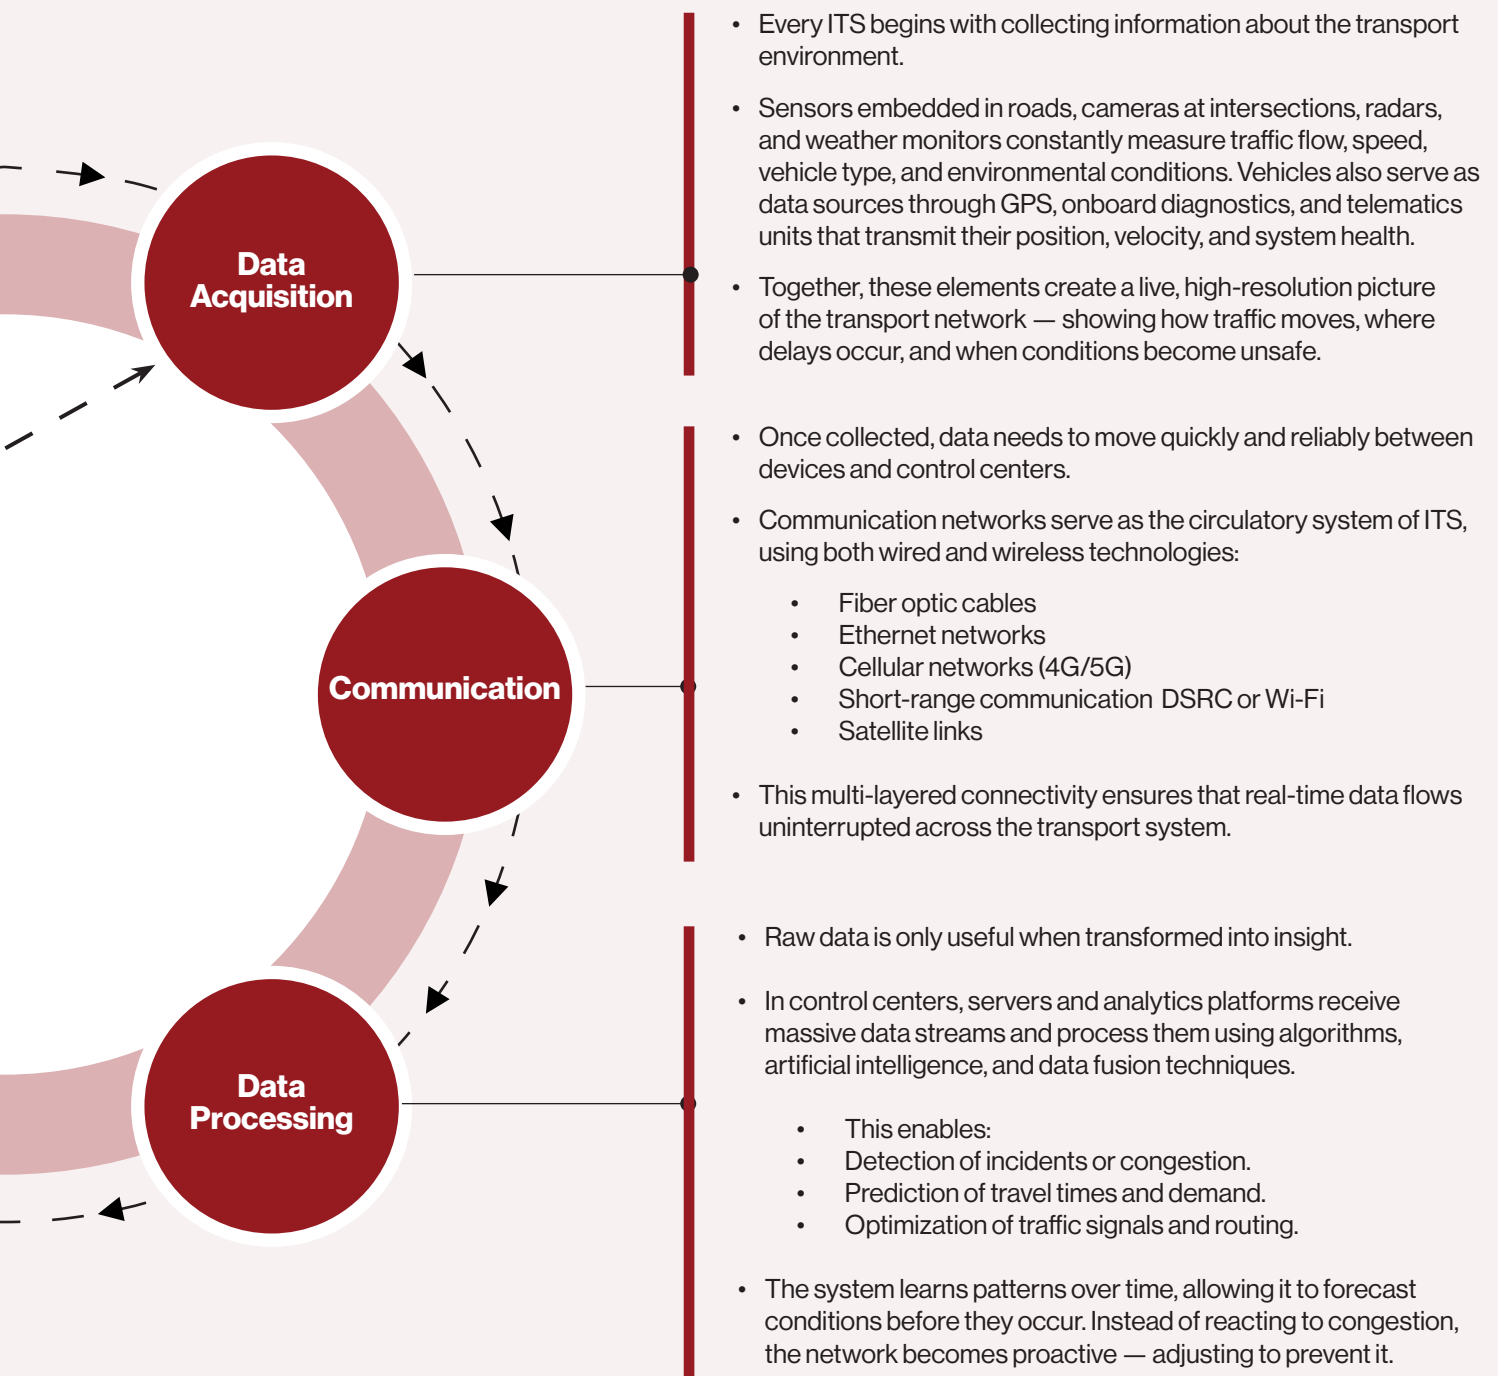 Data
Acquisition
• Every ITS begins with collecting information about the transport
environment.
• Sensors embedded in roads, cameras at intersections, radars,
and weather monitors constantly measure traffic flow, speed,
vehicle type, and environmental conditions. Vehicles also serve as
data sources through GPS, onboard diagnostics, and telematics
units that transmit their position, velocity, and system health.
• Together, these elements create a live, high-resolution picture
of the transport network — showing how traffic moves, where
delays occur, and when conditions become unsafe.
Communication
• Once collected, data needs to move quickly and reliably between
devices and control centers.
• Communication networks serve as the circulatory system of ITS,
using both wired and wireless technologies:
• Fiber optic cables
• Ethernet networks
• Cellular networks (4G/5G)
• Short-range communication DSRC or Wi-Fi
• Satellite links
• This multi-layered connectivity ensures that real-time data flows
uninterrupted across the transport system.
Data
Processing
• Raw data is only useful when transformed into insight.
• In control centers, servers and analytics platforms receive
massive data streams and process them using algorithms,
artificial intelligence, and data fusion techniques.
• This enables:
• Detection of incidents or congestion.
• Prediction of travel times and demand.
• Optimization of traffic signals and routing.
• The system learns patterns over time, allowing it to forecast
conditions before they occur. Instead of reacting to congestion,
the network becomes proactive — adjusting to prevent it.